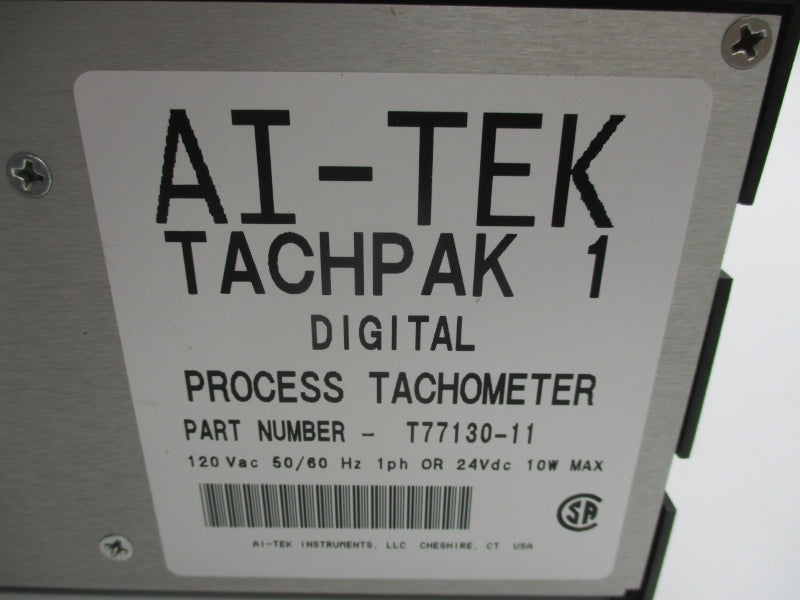 AI-TEK
TACHPAK 1
DIGITAL
PROCESS TACHOMETER
PART NUMBER - T77130-11
120 Vac 50/60 Hz 1ph OR 24Vdc 10W MAX
SA
AI-TEK INSTRUMENTS, LLC CHESHIRE, CT USA